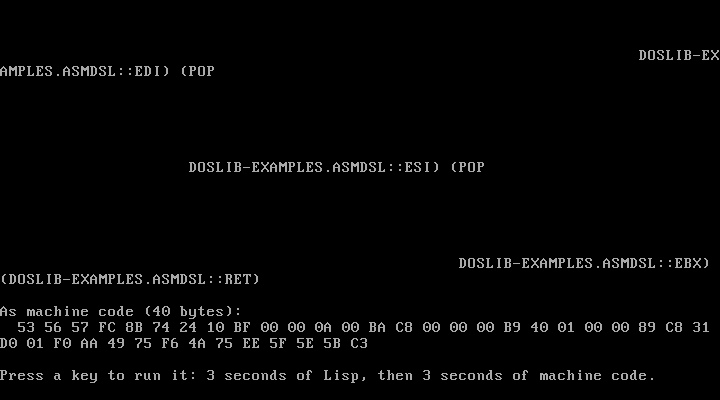 DOSLIB-EX
AMPLES.ASMDSL::EDI) (POP
DOSLIB-EXAMPLES.ASMDSL::ESI) (POP
DOSLIB-EXAMPLES.ASMDSL::EBX)
(DOSLIB-EXAMPLES.ASMDSL::RET)
As machine code (40 bytes):
53 56 57 FC 8B 74 24 10 BF 00 00 0A 00 BA C8 00 00 00 B9 40 01 00 00 89 C8 31
D0 01 F0 AA 49 75 F6 4A 75 EE 5F 5E 5B C3
Press a key to run it: 3 seconds of Lisp, then 3 seconds of machine code.